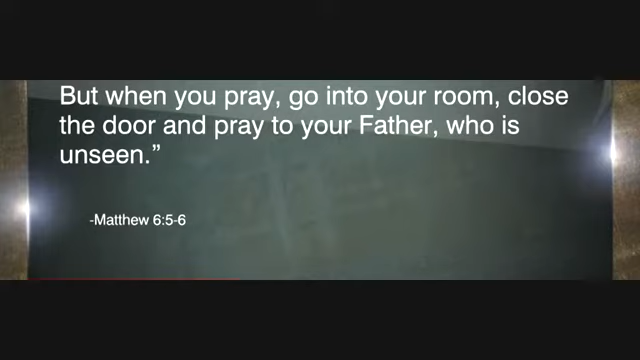 But when you pray, go into your room, close
the door and pray to your Father, who is
unseen.”
-Matthew 6:5-6